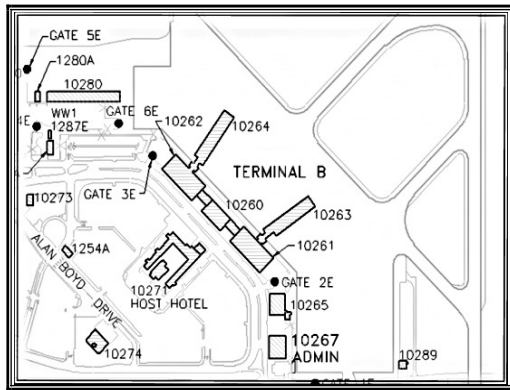 GATE 5E
1280A
10280
WW1
1287E
4E
GATE 6E
10262
10264
TERMINAL B
GATE 3E
10260
10263
10273
10261
ALAN BOYD DRIVE
1254A
10271
HOST HOTEL
GATE 2E
10265
10267
ADMIN
10274
10289